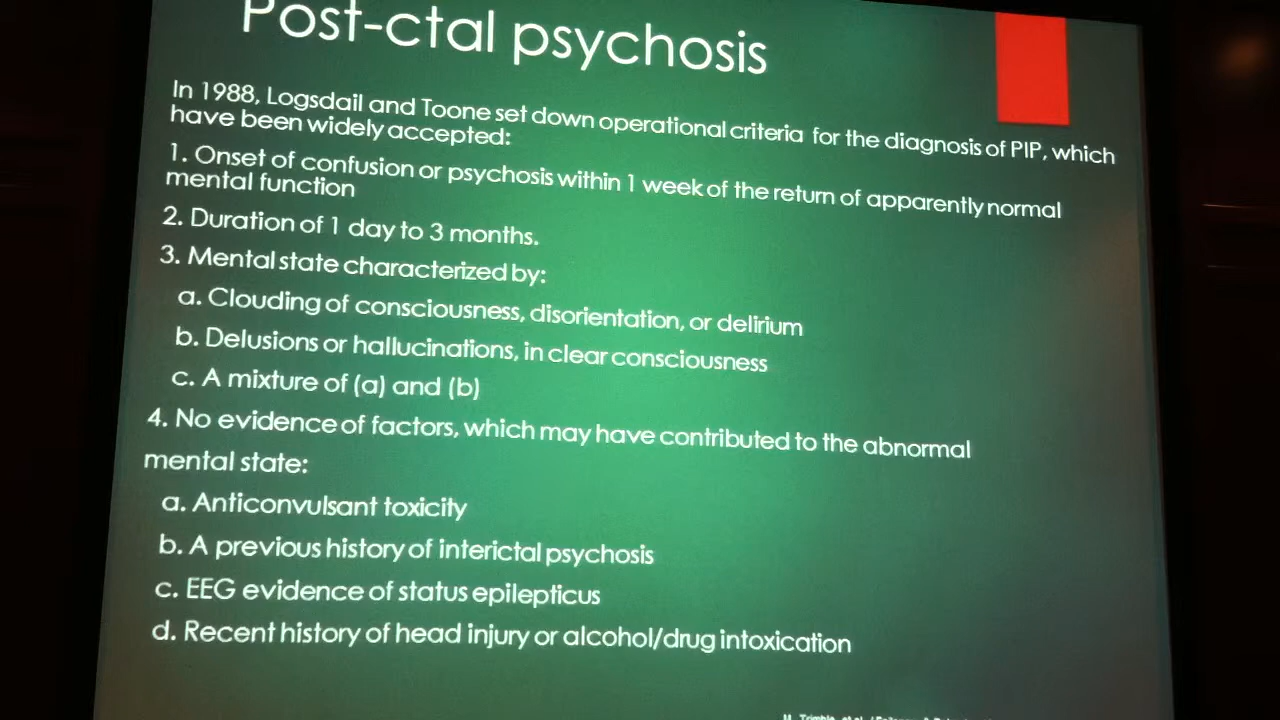 Post-ctal psychosis
In 1988, Logsdail and Toone set down operational criteria for the diagnosis of PIP, which
have been widely accepted:
1. Onset of confusion or psychosis within 1 week of the return of apparently normal
mental function
2. Duration of 1 day to 3 months.
3. Mental state characterized by:
a. Clouding of consciousness, disorientation, or delirium
b. Delusions or hallucinations, in clear consciousness
c. A mixture of (a) and (b)
4. No evidence of factors, which may have contributed to the abnormal
mental state:
a. Anticonvulsant toxicity
b. A previous history of interictal psychosis
c. EEG evidence of status epilepticus
d. Recent history of head injury or alcohol/drug intoxication